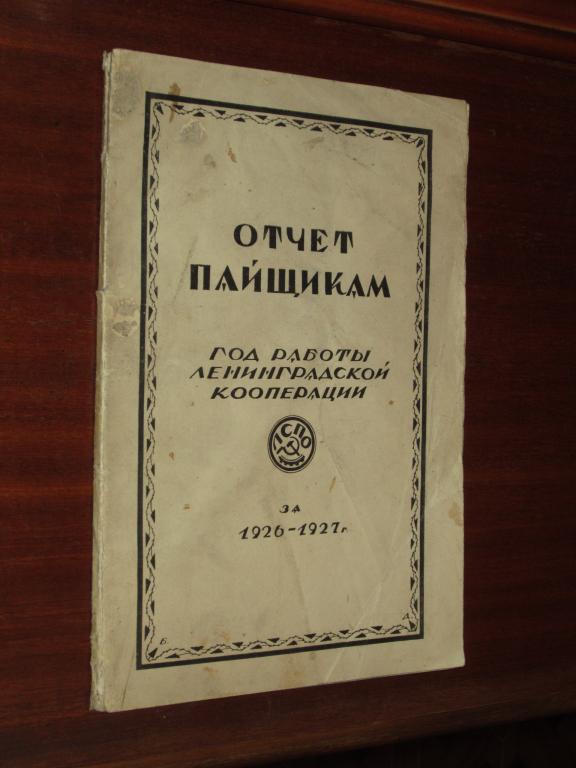 ОТЧЕТ
ПАЙЩИКАМ
ГОД РАБОТЫ
ЛЕНИНГРАДСКОЙ
КООПЕРАЦИИ
ЛСПО
ЗА
1926-1927 г.
Б. А